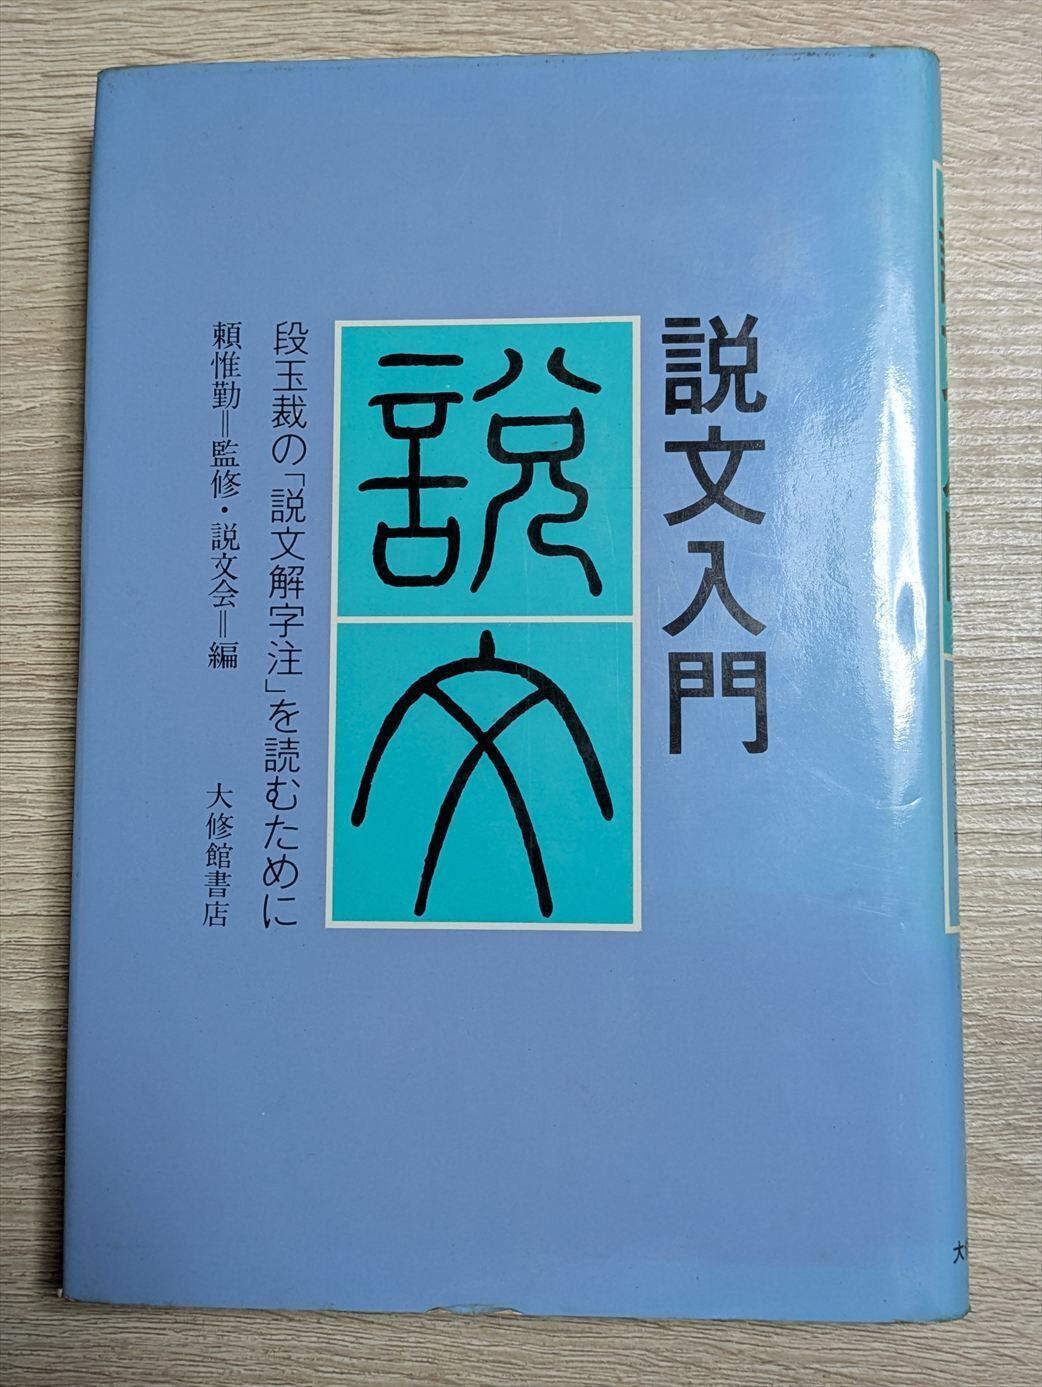 説文入門
說文
段玉裁の「説文解字注」を読むために
頼惟勤＝監修・説文会＝編
大修館書店